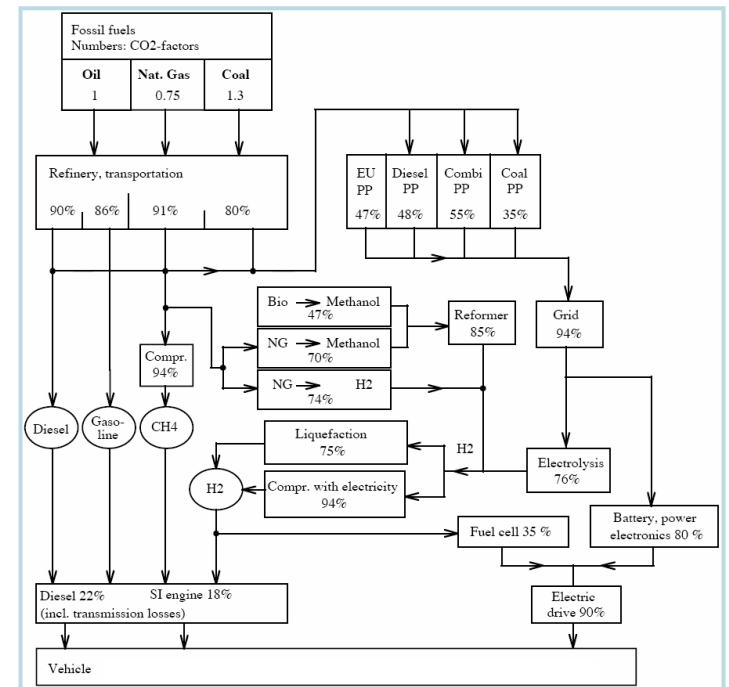 Fossil fuels
Numbers: CO2-factors
Oil Nat. Gas Coal
1 0.75 1.3
Refinery, transportation
90% 86% 91% 80%
EU PP Diesel PP Combi PP Coal PP
47% 48% 55% 35%
Bio Methanol
47%
NG Methanol
70%
NG H2
74%
Reformer
85%
Grid
94%
Compr.
94%
Diesel
Gaso-
line
CH4
Liquefaction
75%
H2
Compr. with electricity
94%
H2
Electrolysis
76%
Fuel cell 35 %
Battery, power
electronics 80 %
Diesel 22% SI engine 18%
(incl. transmission losses)
Electric
drive 90%
Vehicle